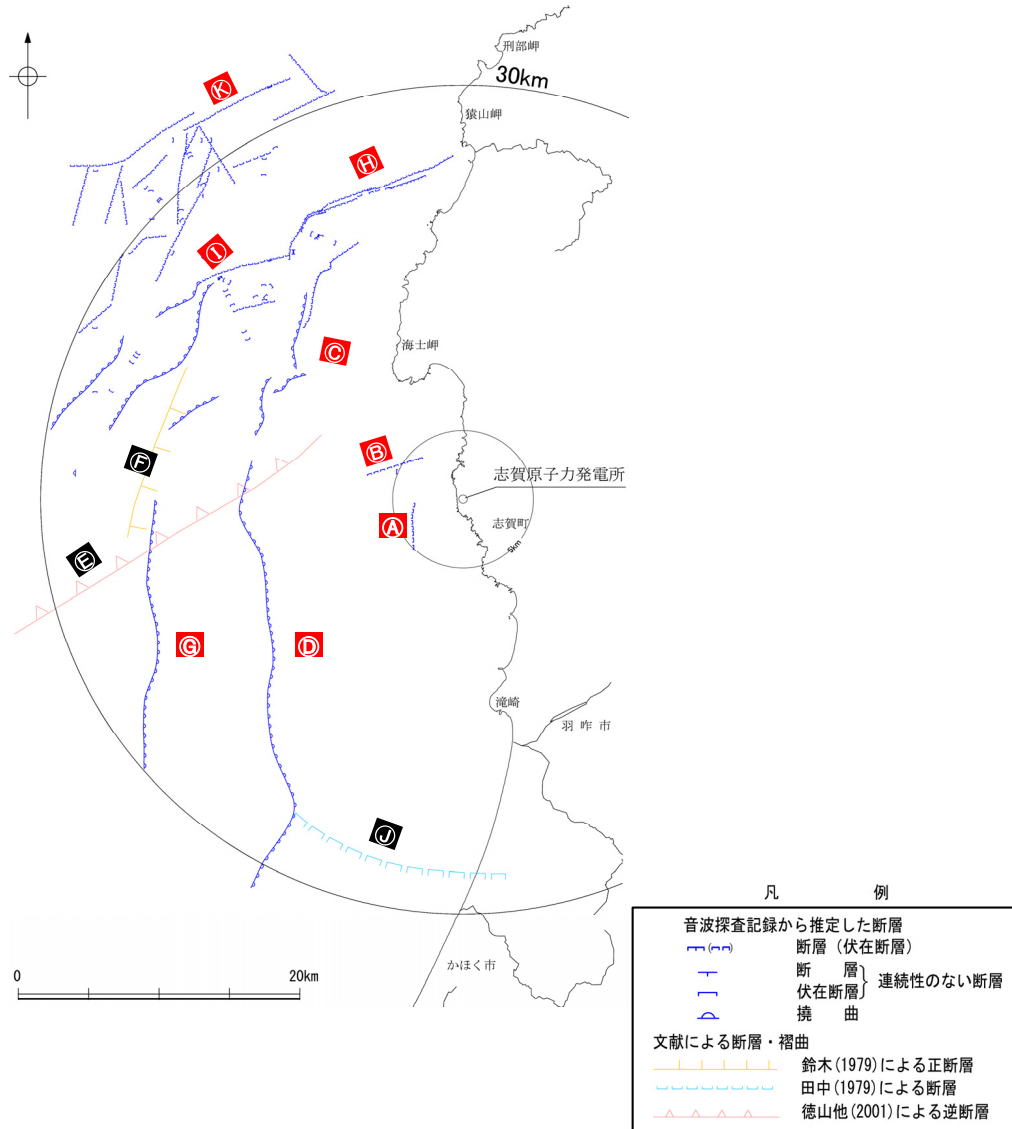 刑部岬
30km
Ⓚ
猿山岬
Ⓗ
Ⓘ
海士岬
Ⓒ
Ⓑ
Ⓕ
志賀原子力発電所
Ⓐ
志賀町
5km
Ⓔ
Ⓖ
Ⓓ
滝崎
羽咋市
Ⓙ
かほく市
0 20km
凡 例
音波探査記録から推定した断層
断層（伏在断層）
断 層
伏在断層
連続性のない断層
撓 曲
文献による断層・褶曲
鈴木(1979)による正断層
田中(1979)による断層
徳山他(2001)による逆断層